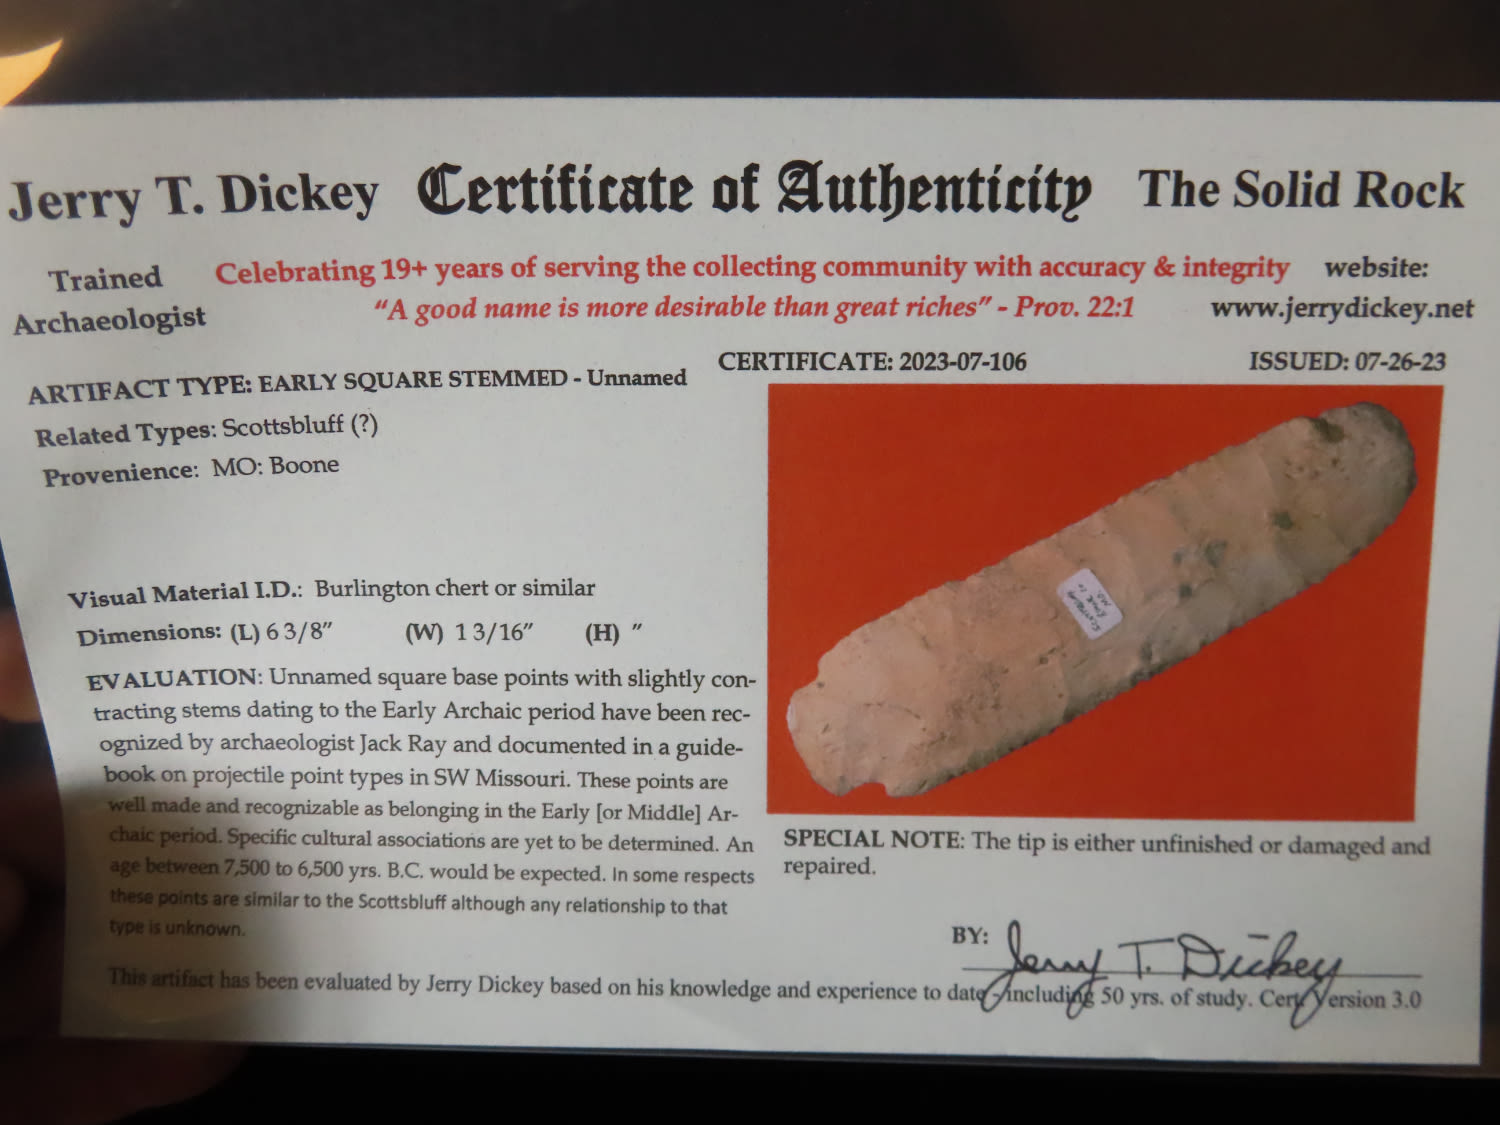 Jerry T. Dickey Certificate of Authenticity The Solid Rock
Trained Archaeologist
Celebrating 19+ years of serving the collecting community with accuracy & integrity
"A good name is more desirable than great riches" - Prov. 22:1
website:
www.jerrydickey.net
CERTIFICATE: 2023-07-106 ISSUED: 07-26-23
ARTIFACT TYPE: EARLY SQUARE STEMMED - Unnamed
Related Types: Scottsbluff (?)
Provenience: MO: Boone
Visual Material I.D.: Burlington chert or similar
Dimensions: (L) 6 3/8" (W) 1 3/16" (H) "
EVALUATION: Unnamed square base points with slightly con-
tracting stems dating to the Early Archaic period have been rec-
ognized by archaeologist Jack Ray and documented in a guide-
book on projectile point types in SW Missouri. These points are
well made and recognizable as belonging in the Early [or Middle] Ar-
chaic period. Specific cultural associations are yet to be determined. An
age between 7,500 to 6,500 yrs. B.C. would be expected. In some respects
these points are similar to the Scottsbluff although any relationship to that
type is unknown.
MO.
SPECIAL NOTE: The tip is either unfinished or damaged and
repaired.
BY: Jerry T. Dickey
This artifact has been evaluated by Jerry Dickey based on his knowledge and experience to date - including 50 yrs. of study. Cert. Version 3.0